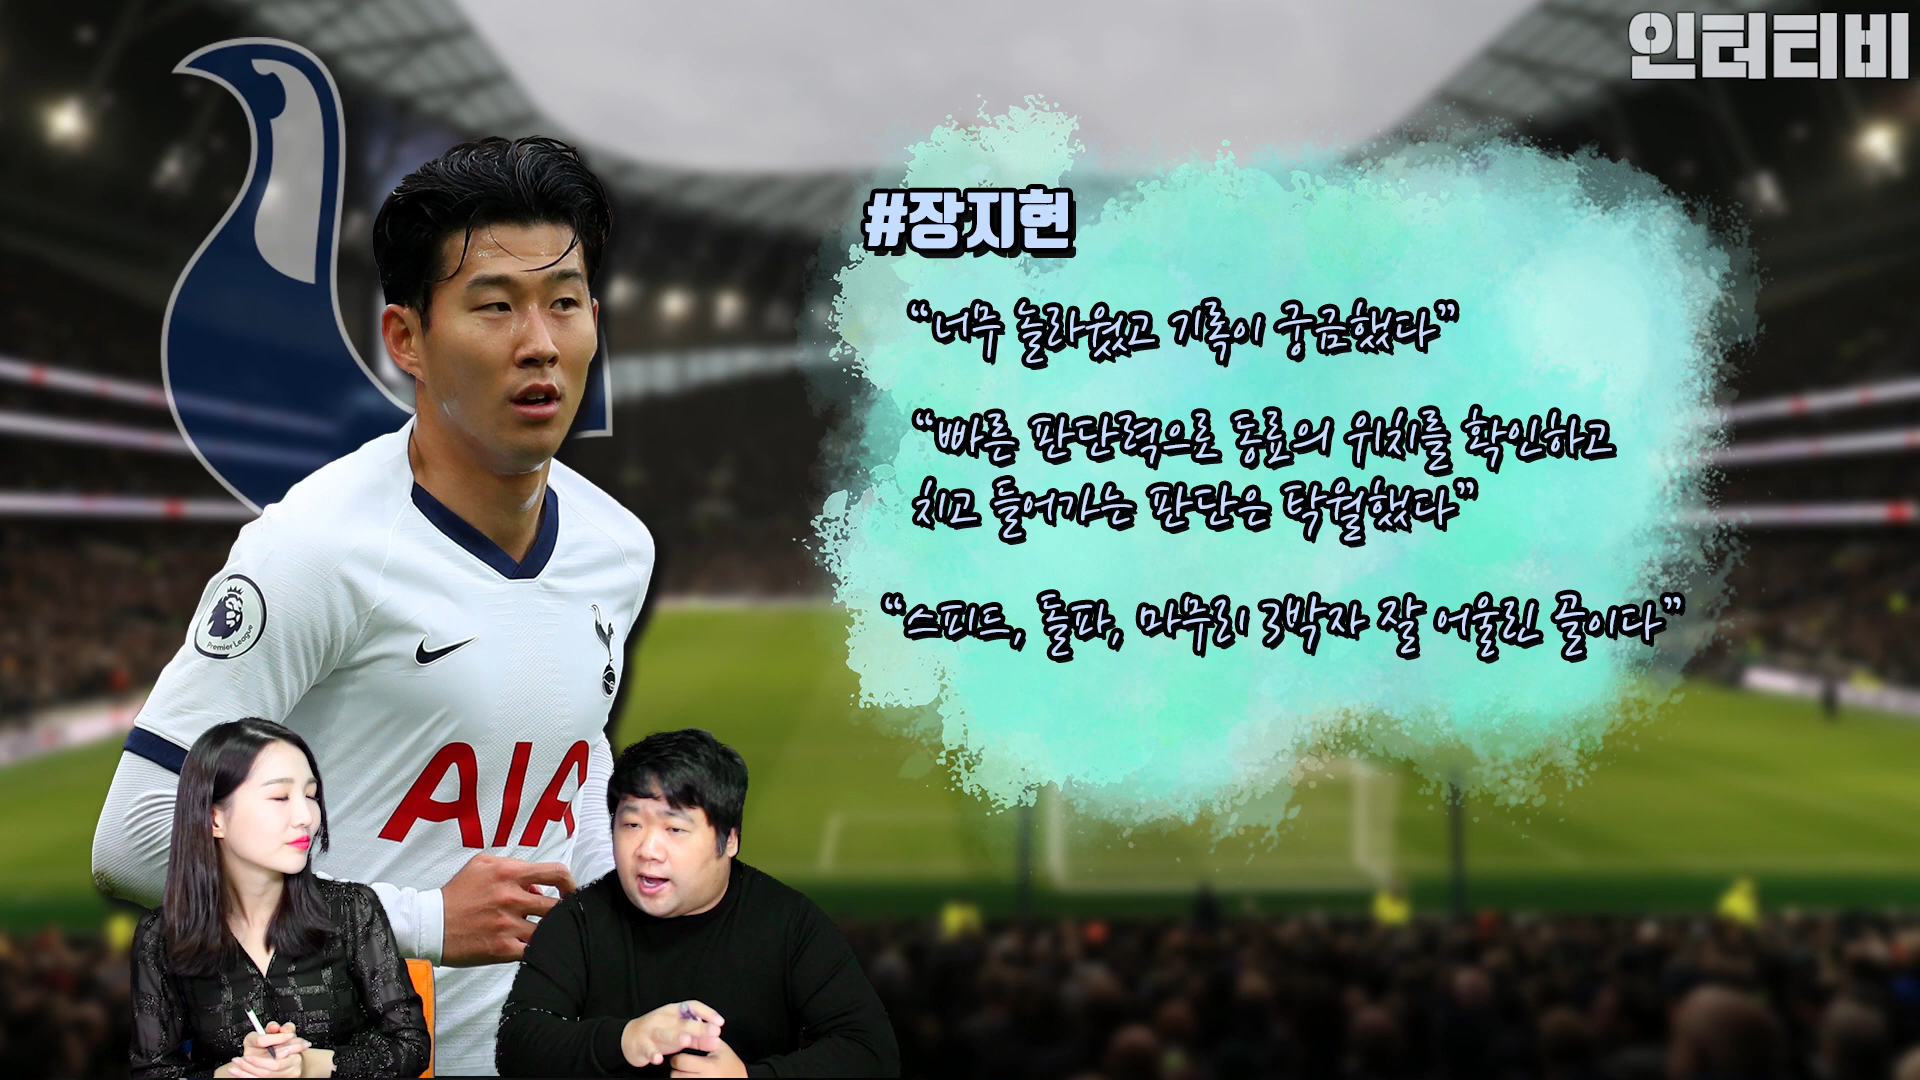 인터티비
#장지현
“너무 놀라웠고 기록이 궁금했다”
“빠른 판단력으로 동료의 위치를 확인하고
치고 들어가는 판단은 탁월했다”
“스피드, 돌파, 마무리 3박자 잘 어울린 골이다”
Premier League
AIA